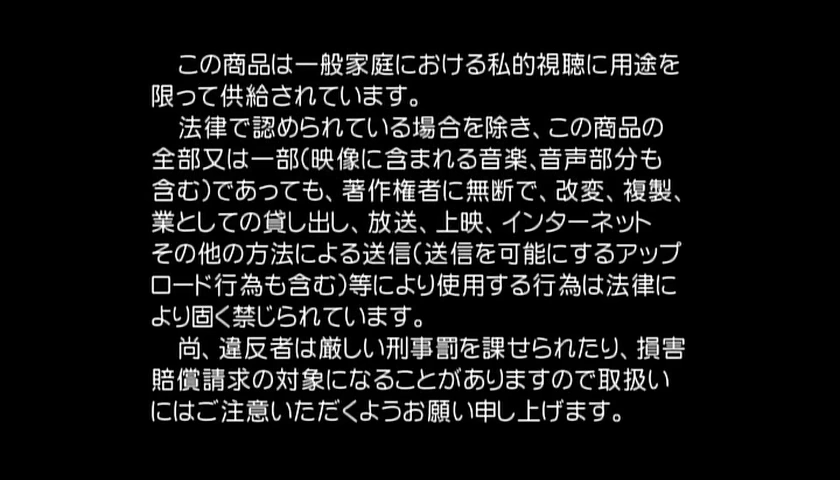 この商品は一般家庭における私的視聴に用途を
限って供給されています。
法律で認められている場合を除き、この商品の
全部又は一部(映像に含まれる音楽、音声部分も
含む)であっても、著作権者に無断で、改変、複製、
業としての貸し出し、放送、上映、インターネット
その他の方法による送信(送信を可能にするアップ
ロード行為も含む)等により使用する行為は法律に
より固く禁じられています。
尚、違反者は厳しい刑事罰を課せられたり、損害
賠償請求の対象になることがありますので取扱い
にはご注意いただくようお願い申し上げます。